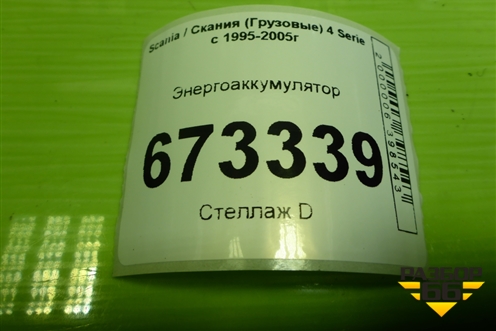 Scania / Скания (Грузовые) 4 Serie
с 1995-2005г
Энергоаккумулятор
673339
Стеллаж D
2000006398543
РАЗБОР
66